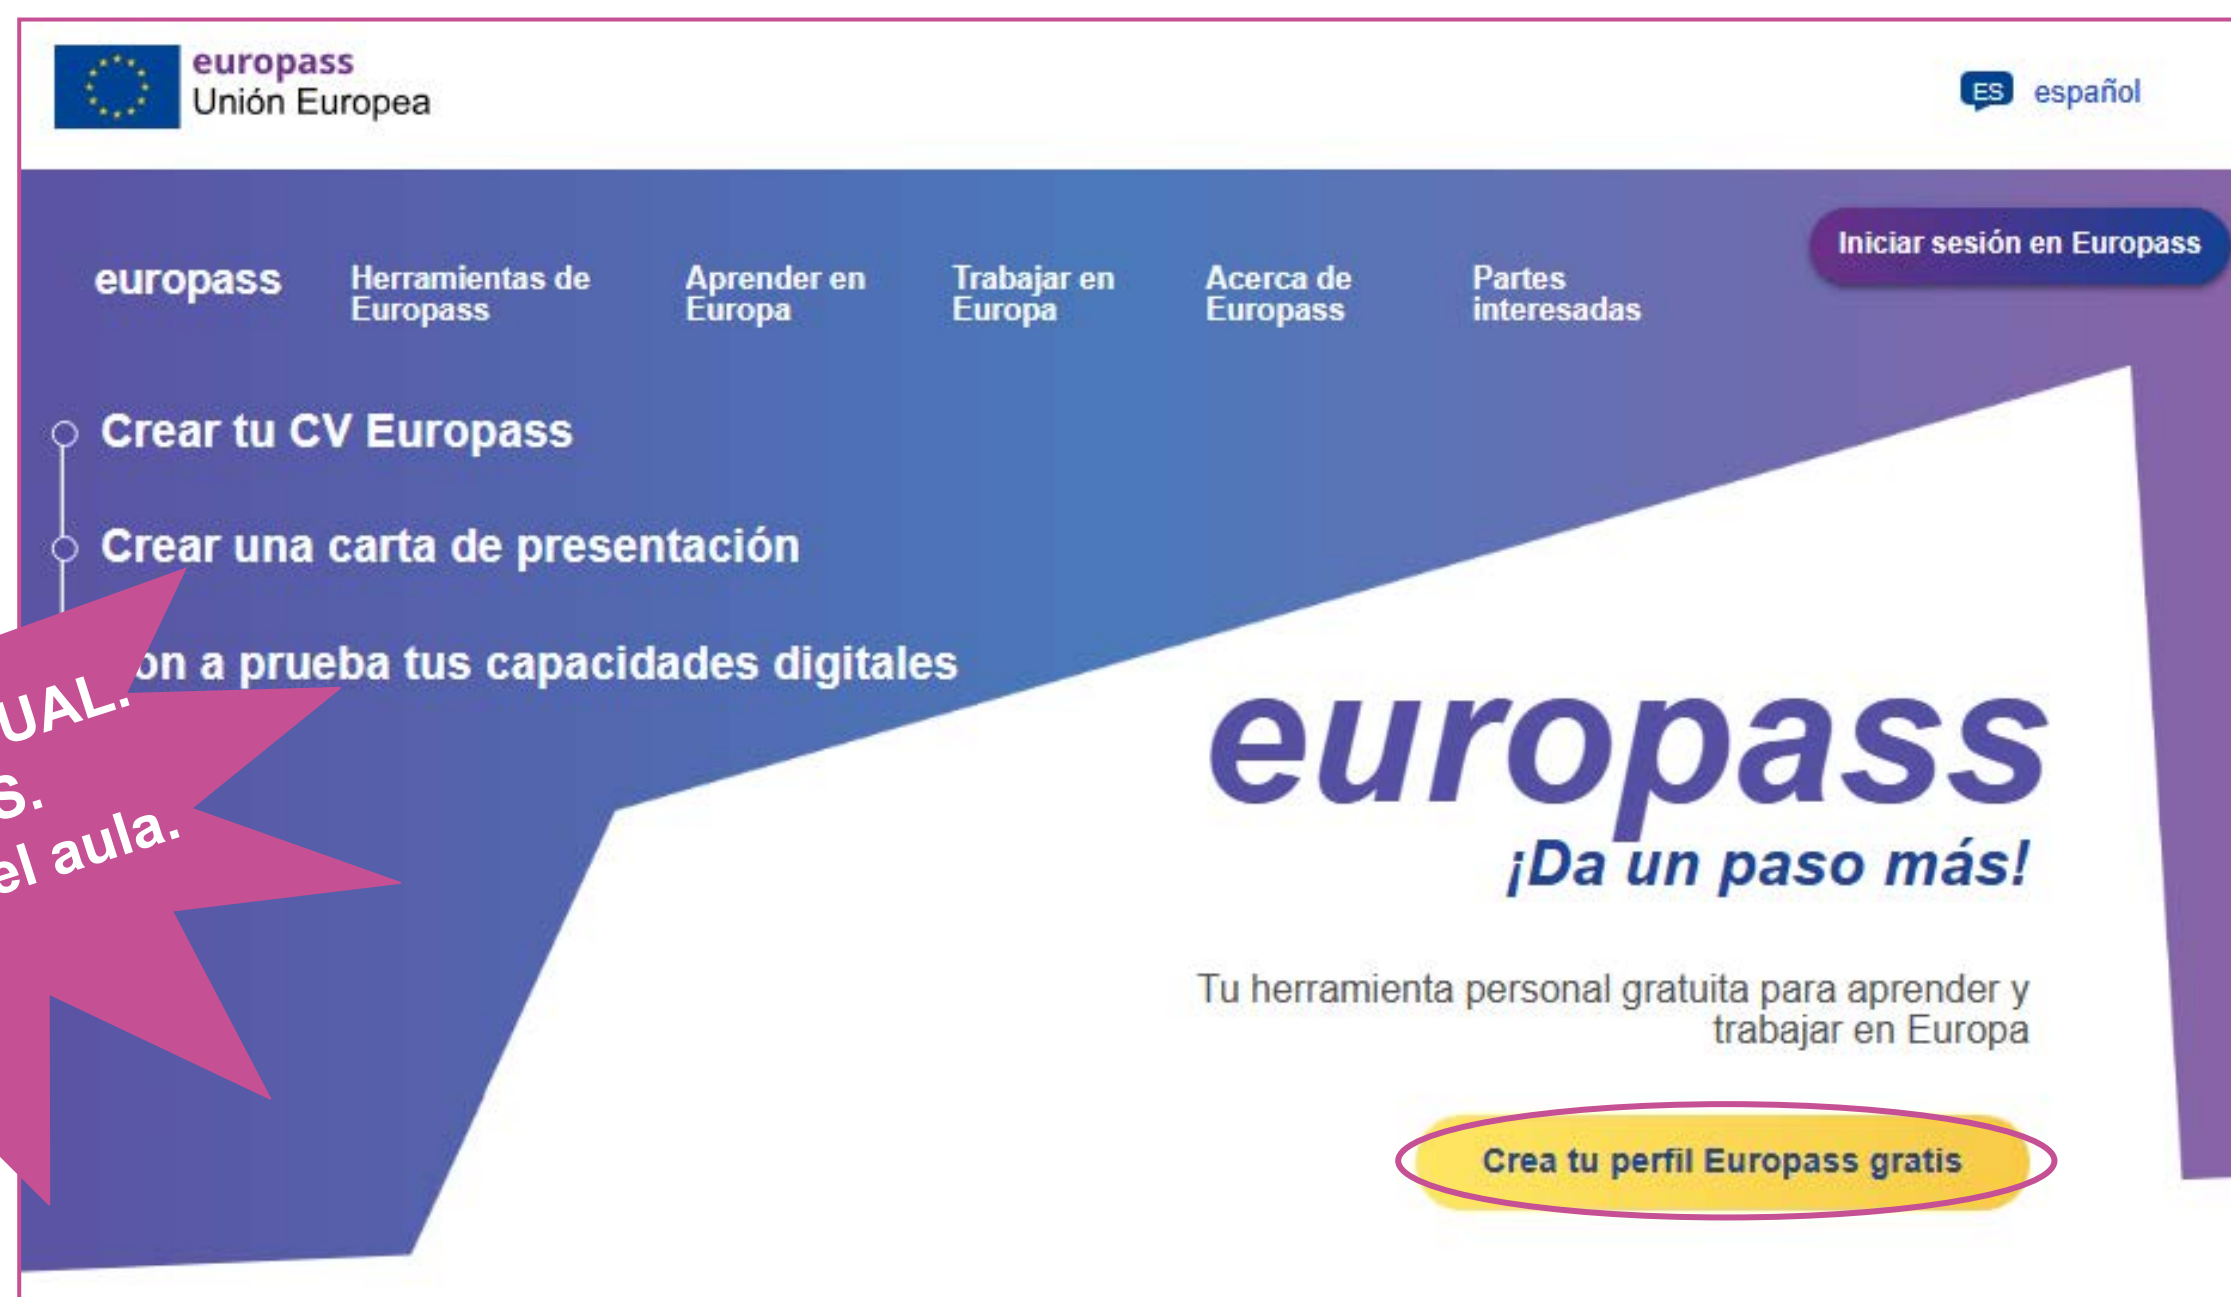 europass
Unión Europea
ES español
Iniciar sesión en Europass
europass
Herramientas de
Europass
Aprender en
Europa
Trabajar en
Europa
Acerca de
Europass
Partes
interesadas
Crear tu CV Europass
Crear una carta de presentación
a prueba tus capacidades digitales
el aula.
europass
¡Da un paso más!
Tu herramienta personal gratuita para aprender y
trabajar en Europa
Crea tu perfil Europass gratis